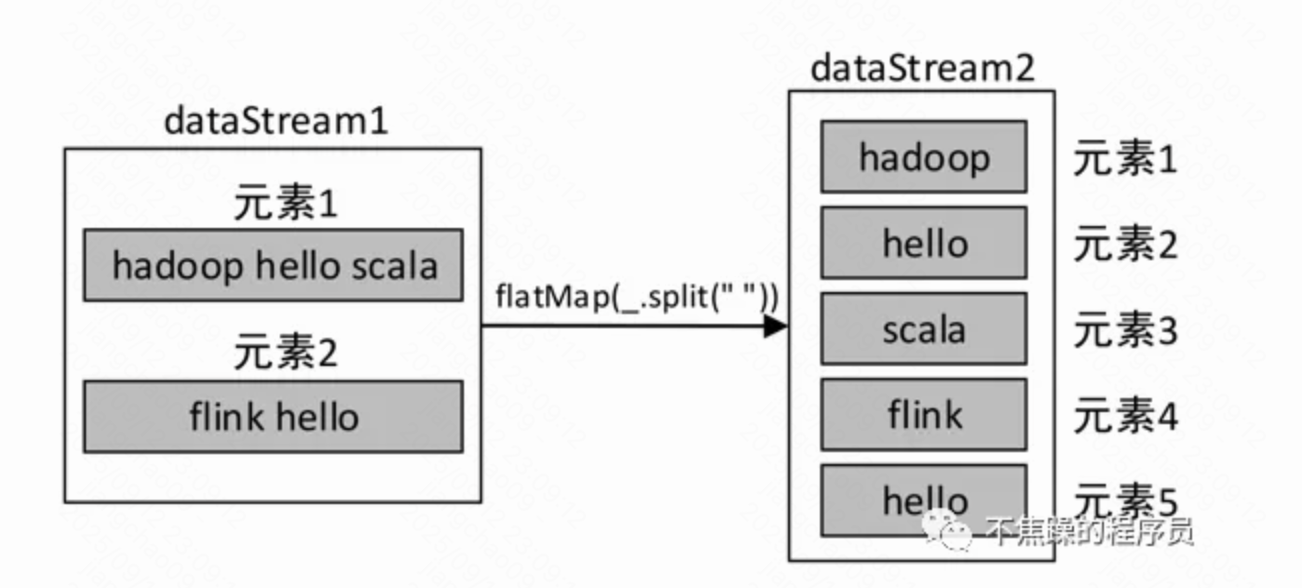 dataStream1
元素1
hadoop hello scala
元素2
flink hello
flatMap(_.split(" "))
dataStream2
hadoop 元素1
hello 元素2
scala 元素3
flink 元素4
hello 元素5
不焦躁的程序员